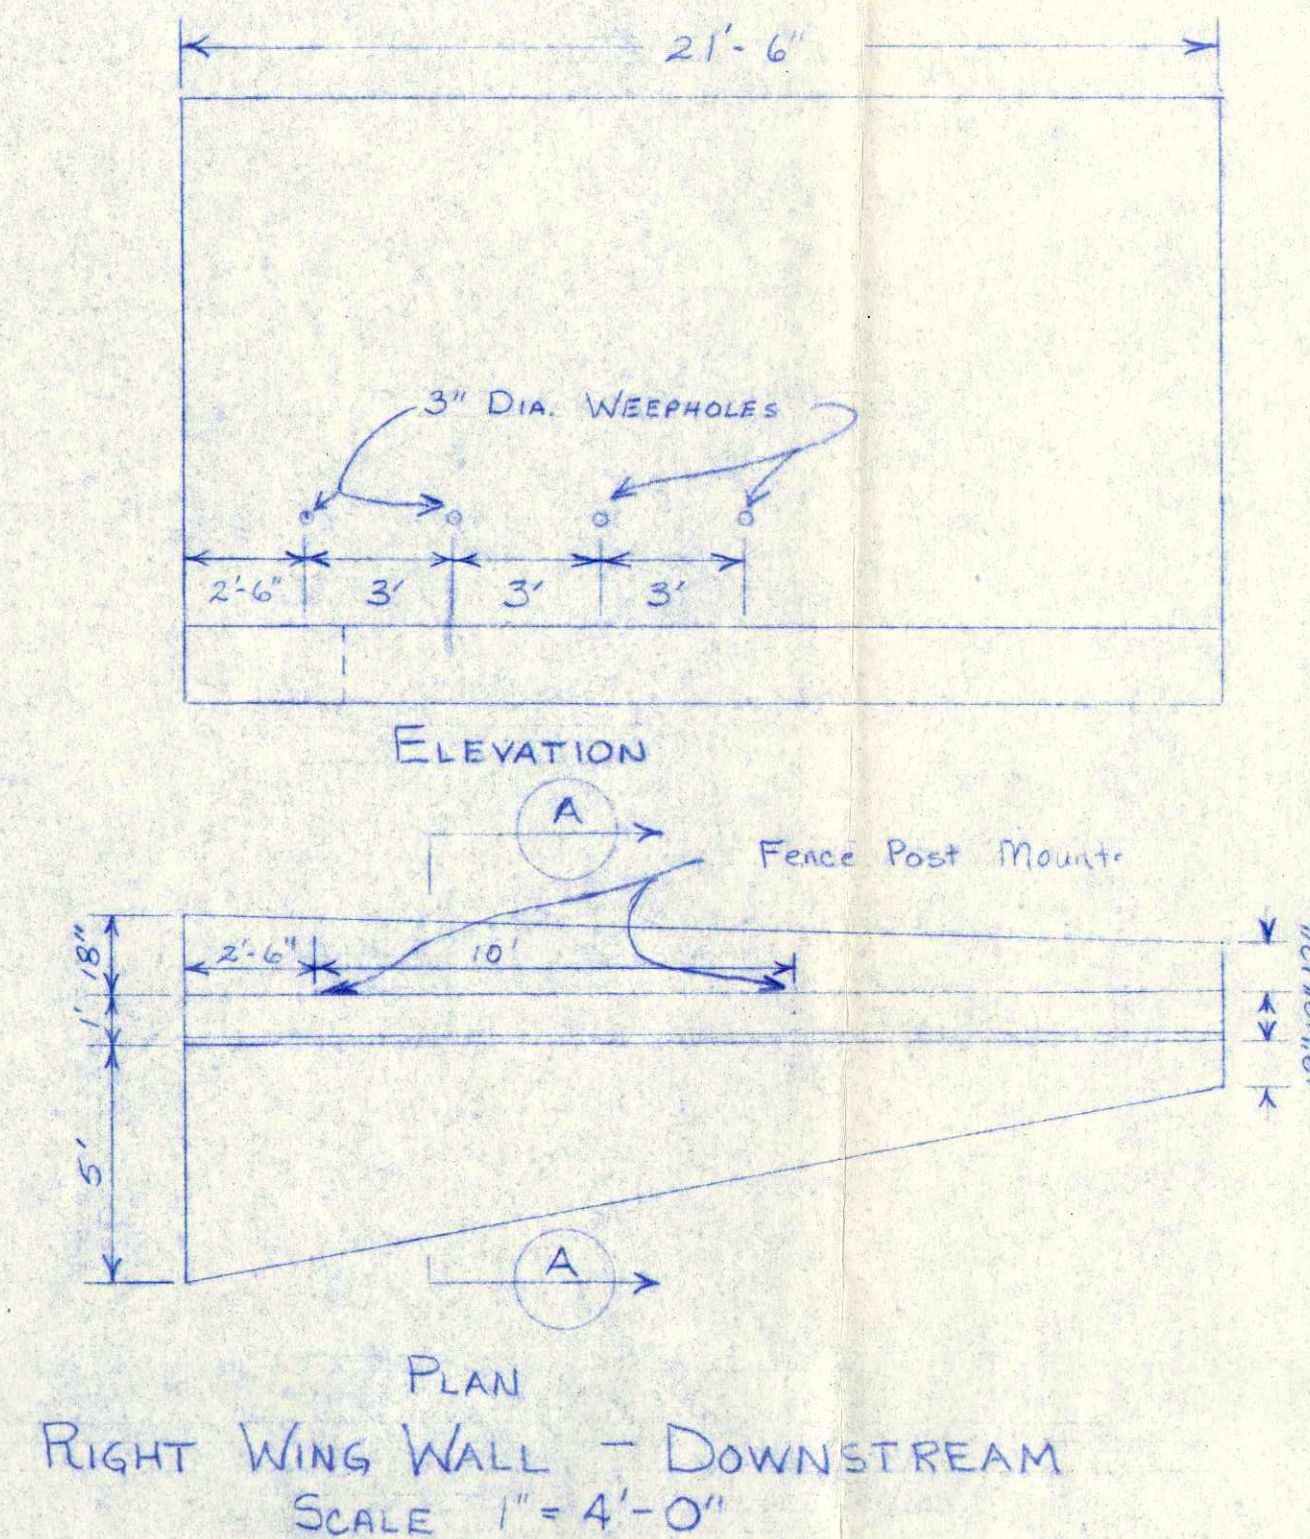 21'-6"
3" DIA. WEEPHOLES
2'-6" 3' 3' 3'
ELEVATION
A
Fence Post Mounts
18"
2'-6" 10'
1'
5'
A
PLAN
RIGHT WING WALL - DOWNSTREAM
SCALE 1" = 4'-0"